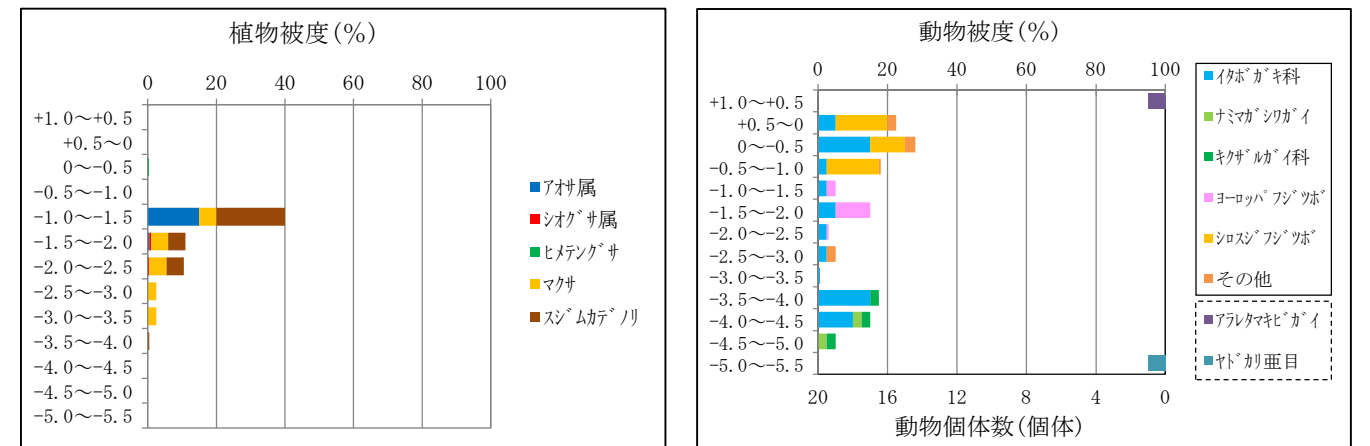 植物被度(%)
0 20 40 60 80 100
+1.0～+0.5
+0.5～0
0～-0.5
-0.5～-1.0
-1.0～-1.5
-1.5～-2.0
-2.0～-2.5
-2.5～-3.0
-3.0～-3.5
-3.5～-4.0
-4.0～-4.5
-4.5～-5.0
-5.0～-5.5
ｱｵｻ属
ｼｵｸﾞｻ属
ﾋﾒﾃﾝｸﾞｻ
ﾏｸｻ
ｽｼﾞﾑｶﾃﾞﾉﾘ
動物被度(%)
0 20 40 60 80 100
+1.0～+0.5
+0.5～0
0～-0.5
-0.5～-1.0
-1.0～-1.5
-1.5～-2.0
-2.0～-2.5
-2.5～-3.0
-3.0～-3.5
-3.5～-4.0
-4.0～-4.5
-4.5～-5.0
-5.0～-5.5
20 16 12 8 4 0
動物個体数(個体)
ｲﾀﾎﾞｶﾞｷ科
ﾅﾐﾏｶﾞｼﾜｶﾞｲ
ｷｸｻﾞﾙｶﾞｲ科
ﾖｰﾛｯﾊﾟﾌｼﾞﾂﾎﾞ
ｼﾛｽｼﾞﾌｼﾞﾂﾎﾞ
その他
ｱﾗﾚﾀﾏｷﾋﾞｶﾞｲ
ﾔﾄﾞｶﾘ亜目